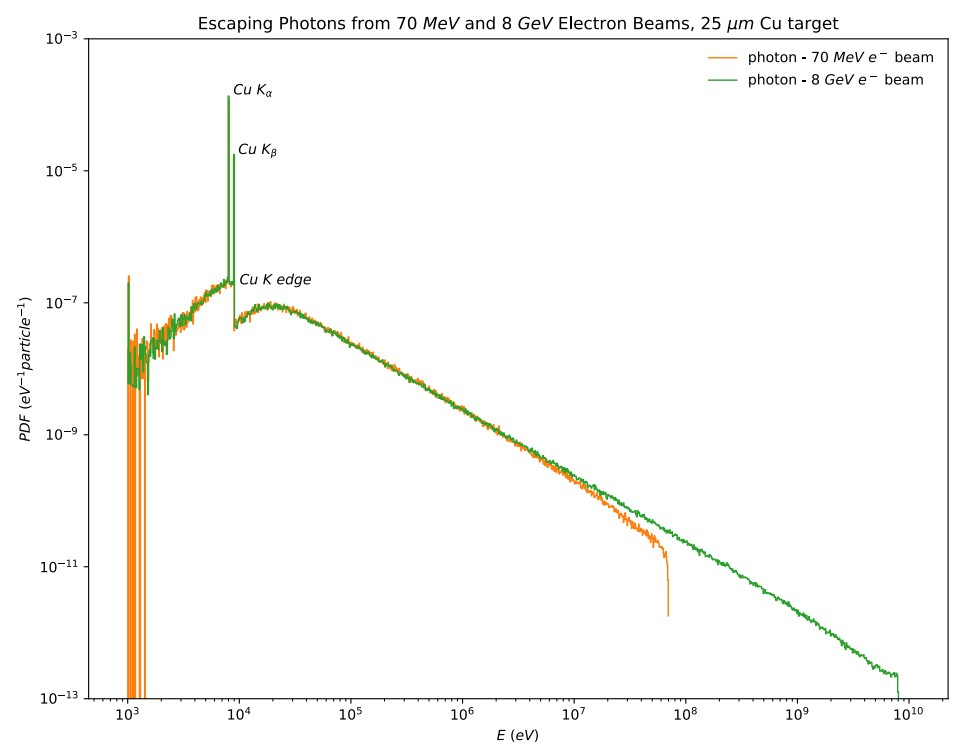 Escaping Photons from 70 MeV and 8 GeV Electron Beams, 25 μm Cu target
photon - 70 MeV e⁻ beam
photon - 8 GeV e⁻ beam
Cu Kα
Cu Kβ
Cu K edge
PDF (eV⁻¹particle⁻¹)
10⁻³
10⁻⁵
10⁻⁷
10⁻⁹
10⁻¹¹
10⁻¹³
10³ 10⁴ 10⁵ 10⁶ 10⁷ 10⁸ 10⁹ 10¹⁰
E (eV)